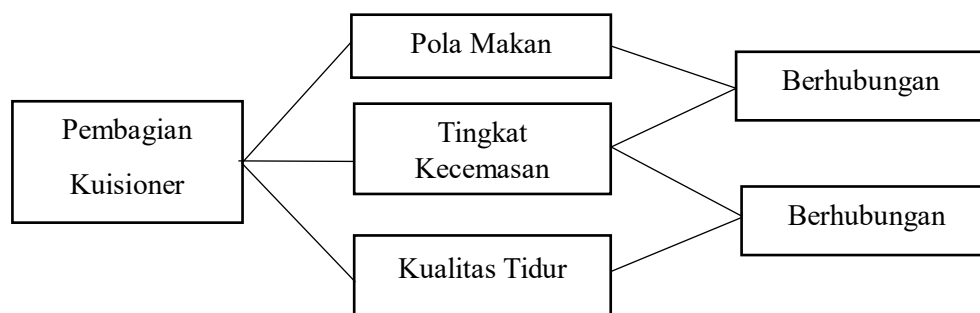 Pembagian
Kuisioner
Pola Makan
Tingkat
Kecemasan
Kualitas Tidur
Berhubungan
Berhubungan